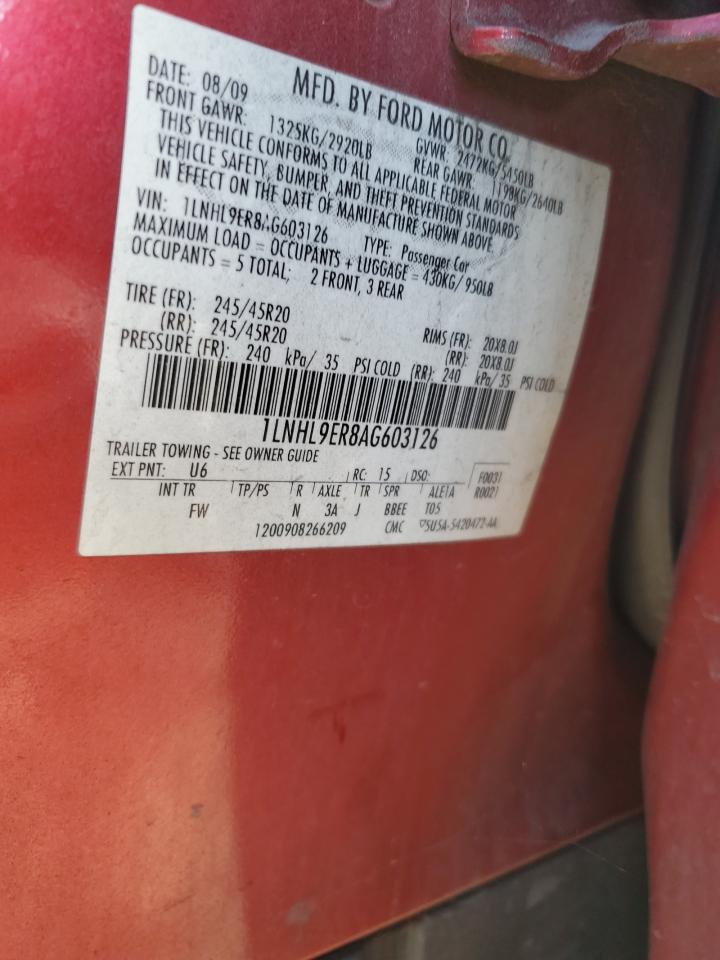 MFD. BY FORD MOTOR CO.
DATE: 08/09 GVWR: 2472KG/5450LB
FRONT GAWR: 1325KG/2920LB REAR GAWR: 1198KG/2640LB
THIS VEHICLE CONFORMS TO ALL APPLICABLE FEDERAL MOTOR
VEHICLE SAFETY, BUMPER, AND THEFT PREVENTION STANDARDS
IN EFFECT ON THE DATE OF MANUFACTURE SHOWN ABOVE.
VIN: 1LNHL9ER8AG603126 TYPE: Passenger Car
MAXIMUM LOAD = OCCUPANTS + LUGGAGE = 430KG/ 950LB
OCCUPANTS = 5 TOTAL; 2 FRONT, 3 REAR
TIRE (FR): 245/45R20 RIMS (FR): 20X8.0J
(RR): 245/45R20 (RR): 20X8.0J
PRESSURE (FR): 240 kPa/ 35 PSI COLD (RR): 240 kPa/ 35 PSI COLD
1LNHL9ER8AG603126
TRAILER TOWING - SEE OWNER GUIDE
EXT PNT: U6 RC: 15 DSO: F0031
INT TR TP/PS R AXLE TR SPR ALETA R0021
FW N 3A J BBEE T05
1200908266209 CMC 5U5A-5420472-AA